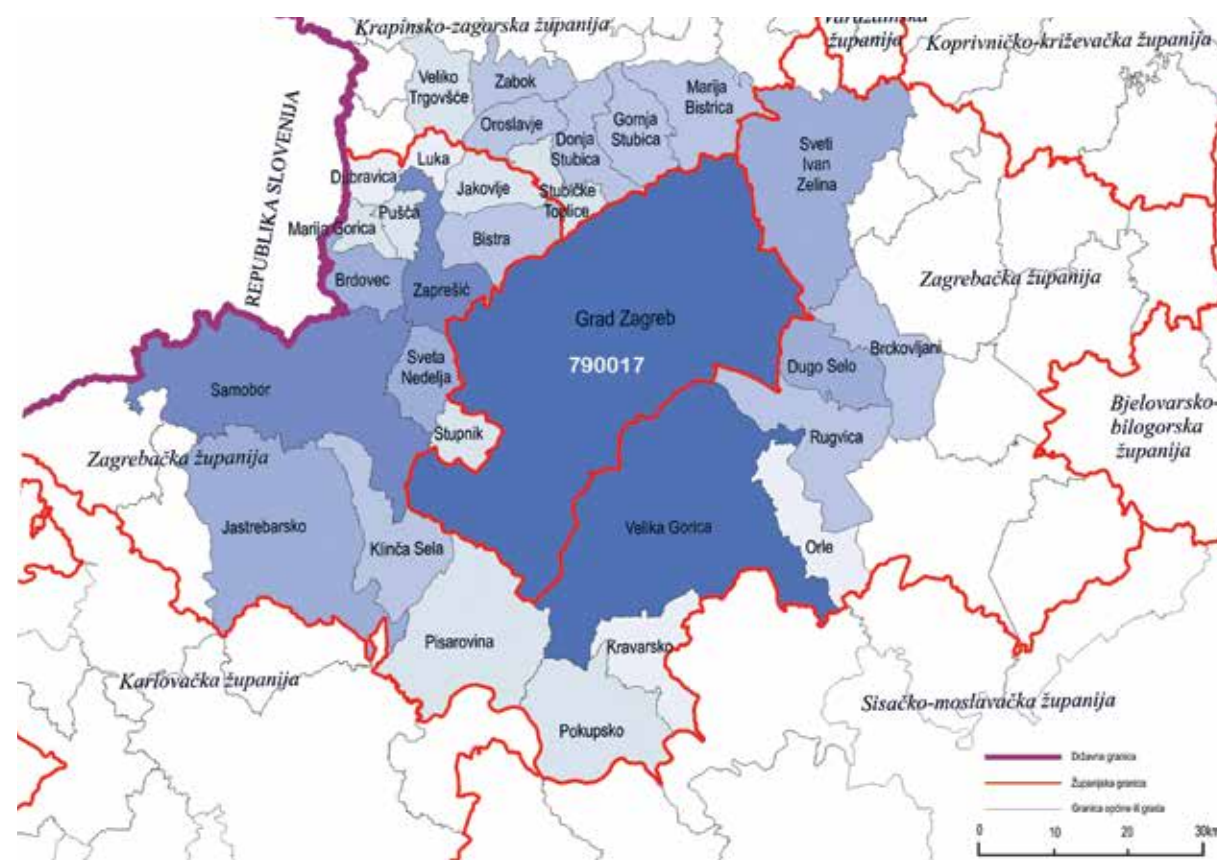 Krapinsko-zagorska županija
Varaždinska
županija
Koprivničko-križevačka županija
Veliko
Trgovšće
Zabok
Marija
Bistrica
Oroslavje
Gornja
Stubica
Donja
Stubica
Sveti
Ivan
Zelina
REPUBLIKA SLOVENIJA
Luka
Dubravica
Jakovlje
Stubičke
Toplice
Pušča
Marija Gorica
Bistra
Brdovec
Zaprešić
Zagrebačka županija
Grad Zagreb
790017
Sveta
Nedelja
Dugo Selo
Brckovljani
Samobor
Bjelovarsko-
bilogorska
županija
Stupnik
Rugvica
Zagrebačka županija
Jastrebarsko
Velika Gorica
Klinča Sela
Orle
Pisarovina
Kravarsko
Karlovačka županija
Sisačko-moslavačka županija
Pokupsko
Državna granica
Županijska granica
Granica općine ili grada
0 10 20 30km